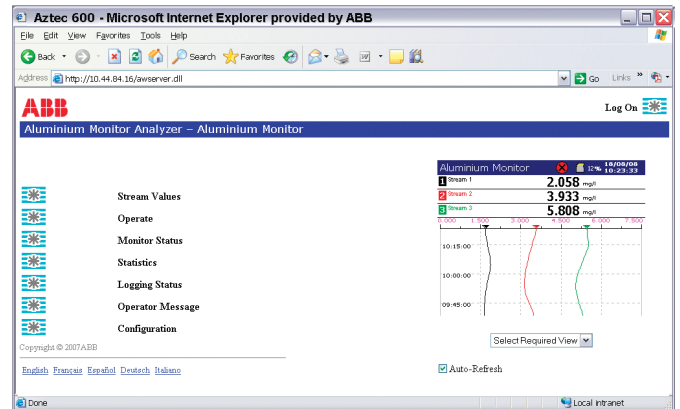 Aztec 600 - Microsoft Internet Explorer provided by ABB
File Edit View Favorites Tools Help
Back Search Favorites
Address http://10.44.84.16/awserver.dll Go Links »
ABB Log On
Aluminium Monitor Analyzer – Aluminium Monitor
Stream Values
Operate
Monitor Status
Statistics
Logging Status
Operator Message
Configuration
Copyright © 2007ABB
English Français Español Deutsch Italiano
Aluminium Monitor 12% 18/08/08 10:23:33
1 Stream 1 2.058 mg/l
2 Stream 2 3.933 mg/l
3 Stream 3 5.808 mg/l
0.000 1.500 3.000 4.500 6.000 7.500
10:15:00
10:00:00
09:45:00
Select Required View
Auto-Refresh
Done Local intranet